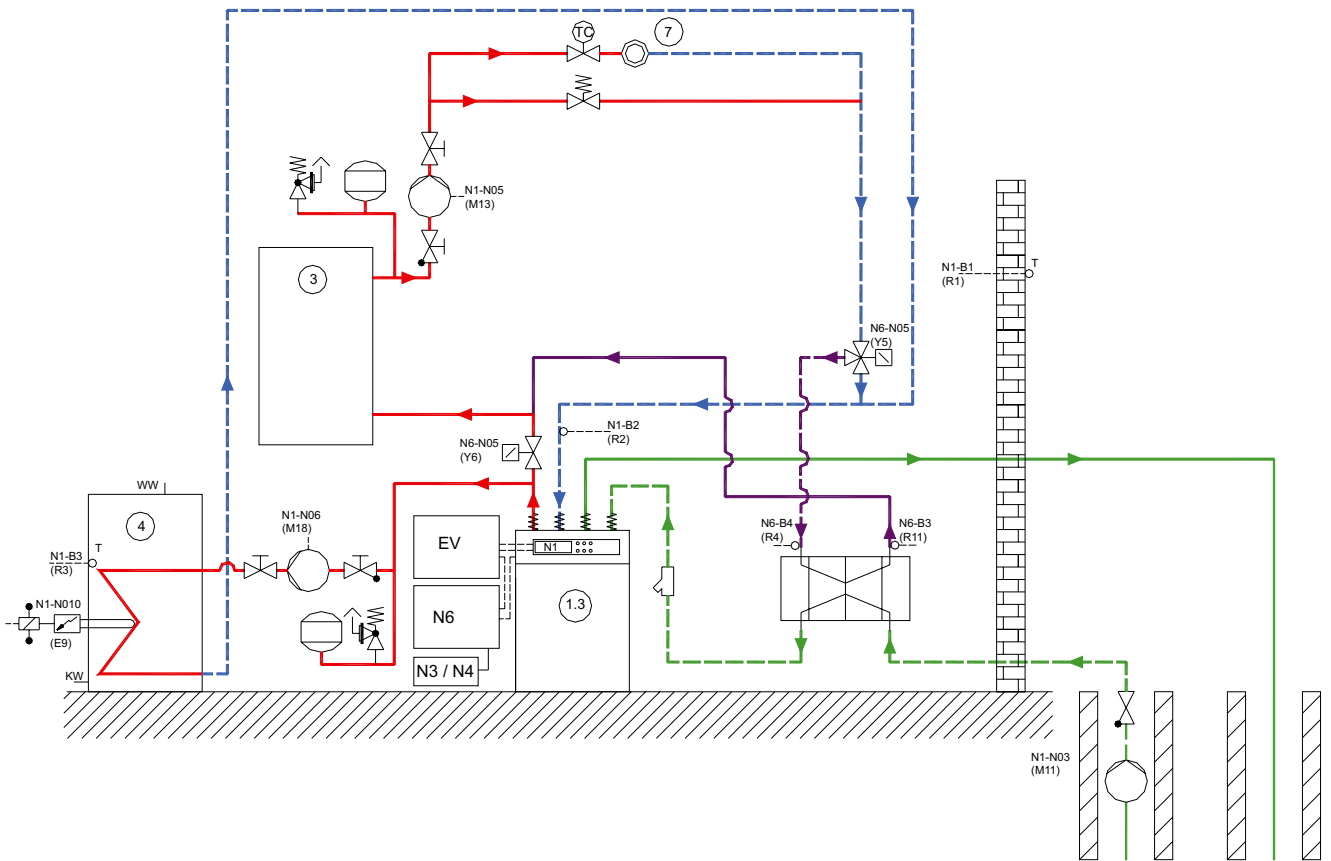 TC
7
N1-N05
(M13)
3
N1-B1
(R1)
T
N6-N05
(Y5)
N1-B2
(R2)
N6-N05
(Y6)
WW
4
N1-N06
(M18)
N1-B3
(R3)
T
EV
N1
N6-B4
(R4)
N6-B3
(R11)
N1-N010
(E9)
N6
1.3
N3 / N4
KW
N1-N03
(M11)